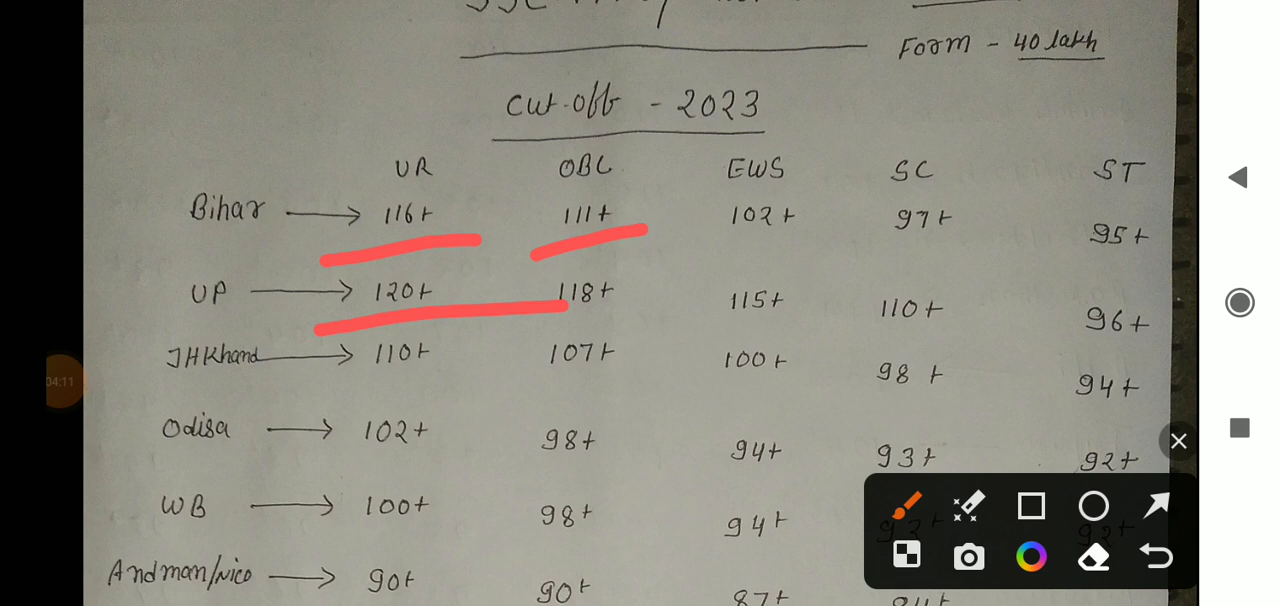 Form - 40 lakh
Cut-off - 2023
UR OBC EWS SC ST
Bihar → 116+ 111+ 102+ 97+ 95+
UP → 120+ 118+ 115+ 110+ 96+
JHKhand → 110+ 107+ 100+ 98+ 94+
Odisa → 102+ 98+ 94+ 93+ 92+
WB → 100+ 98+ 94+ 92+
Andman/Nico → 90+ 90+ 87+
04:11